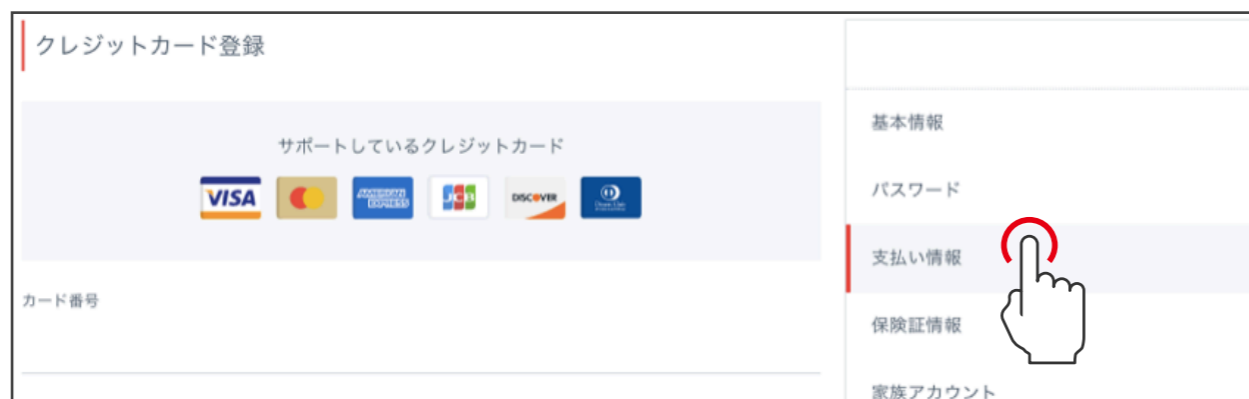 クレジットカード登録
サポートしているクレジットカード
VISA
AMERICAN EXPRESS
JCB
DISCOVER
カード番号
基本情報
パスワード
支払い情報
保険証情報
家族アカウント